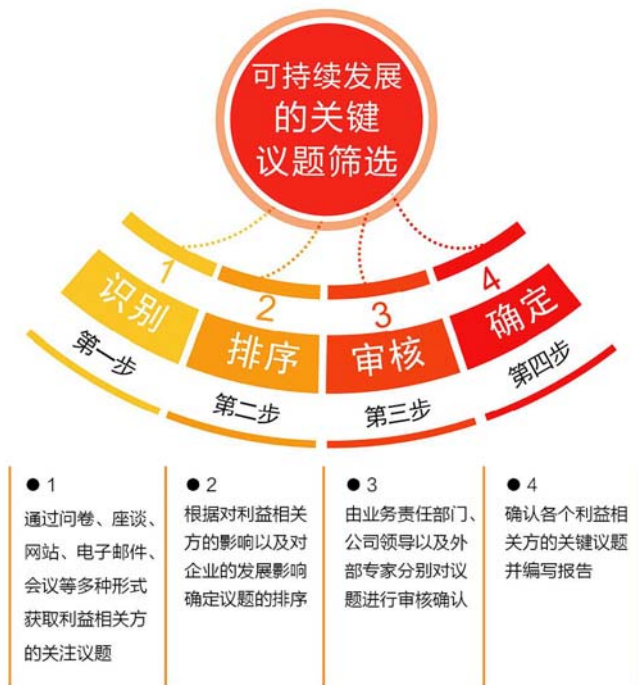 可持续发展
的关键
议题筛选
1
2
3
4
识别
排序
审核
确定
第一步
第二步
第三步
第四步
● 1
通过问卷、座谈、
网站、电子邮件、
会议等多种形式
获取利益相关方
的关注议题
● 2
根据对利益相关
方的影响以及对
企业的发展影响
确定议题的排序
● 3
由业务责任部门、
公司领导以及外
部专家分别对议
题进行审核确认
● 4
确认各个利益相
关方的关键议题
并编写报告